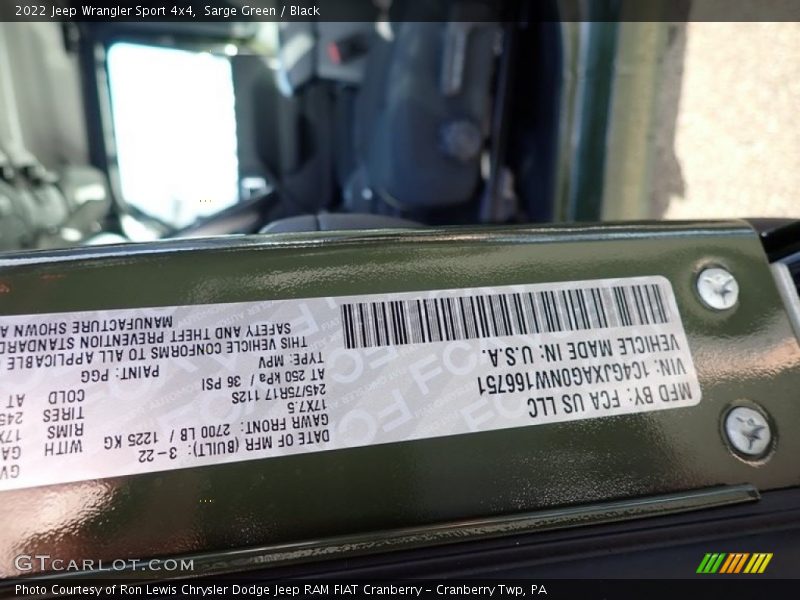 2022 Jeep Wrangler Sport 4x4, Sarge Green / Black
MFD BY: FCA US LLC
VIN: 1C4GJXAG0NW166751
VEHICLE MADE IN: U.S.A.
DATE OF MFR (BUILT): 3-22
GAWR FRONT: 2700 LB / 1225 KG
17X7.5
245/75R17 112S
AT 250 kPa / 36 PSI
TYPE: MPV
PAINT: PGG
WITH
RIMS
TIRES
COLD
THIS VEHICLE CONFORMS TO ALL APPLICABLE
SAFETY AND THEFT PREVENTION STANDARD
MANUFACTURE SHOWN A
FCA
GTCARLOT.COM
Photo Courtesy of Ron Lewis Chrysler Dodge Jeep RAM FIAT Cranberry - Cranberry Twp, PA